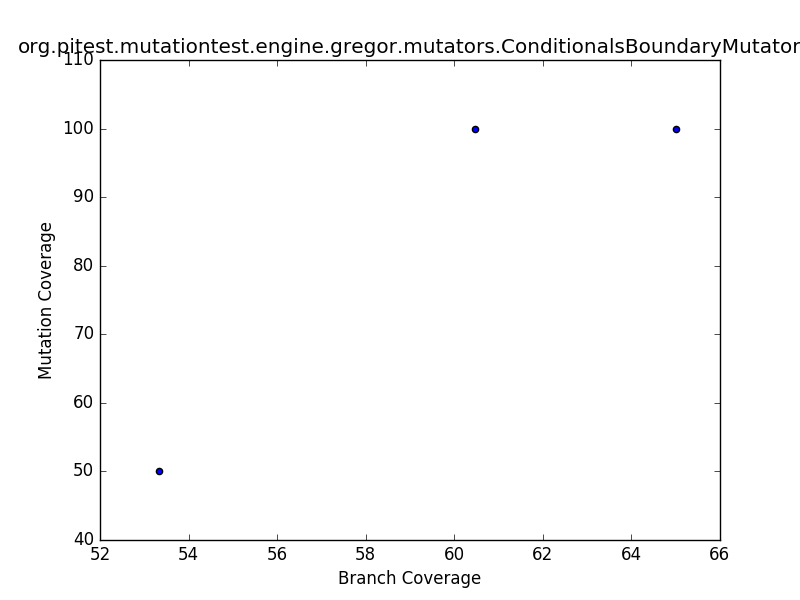 org.pitest.mutationtest.engine.gregor.mutators.ConditionalsBoundaryMutator
110
100
90
80
70
60
50
40
Mutation Coverage
52 54 56 58 60 62 64 66
Branch Coverage